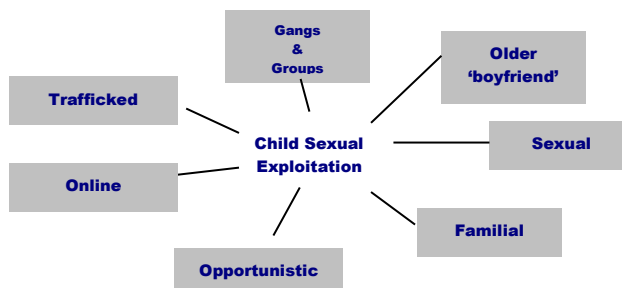 Gangs
&
Groups
Older
‘boyfriend’
Trafficked
Child Sexual
Exploitation
Sexual
Online
Familial
Opportunistic